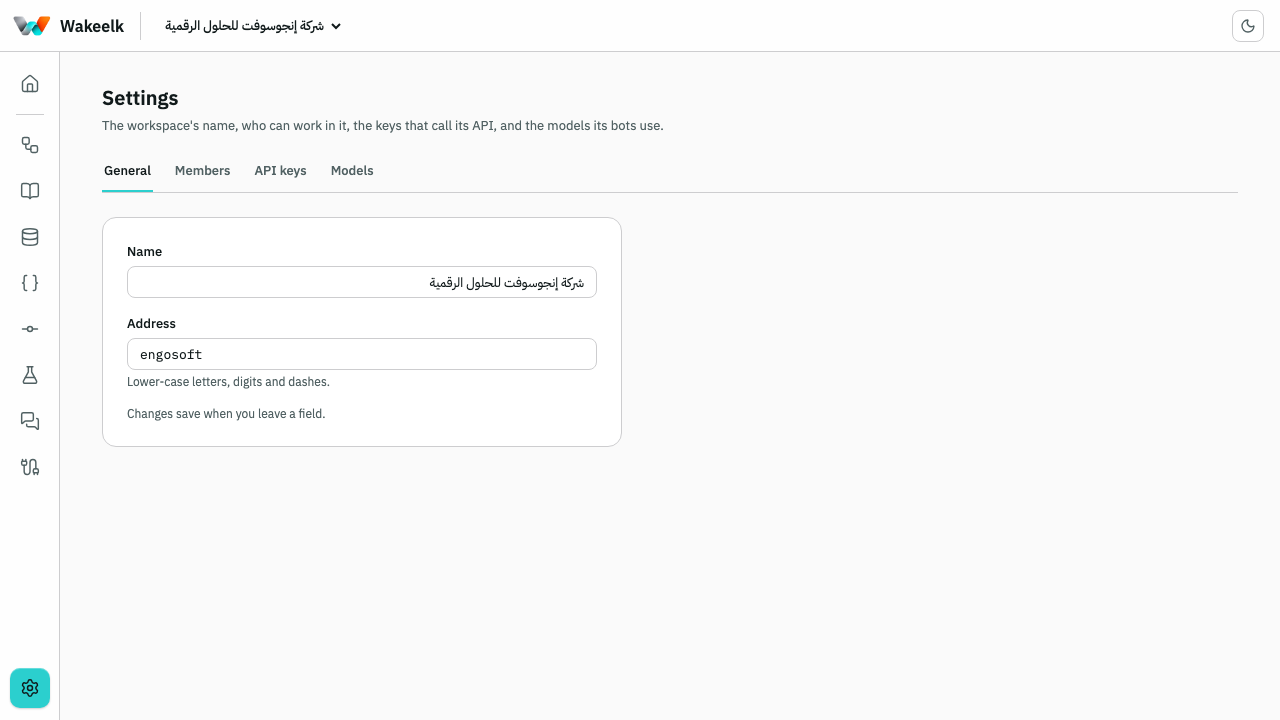 Wakeelk
شركة إنجوسوفت للحلول الرقمية
Settings
The workspace's name, who can work in it, the keys that call its API, and the models its bots use.
General Members API keys Models
Name
شركة إنجوسوفت للحلول الرقمية
Address
engosoft
Lower-case letters, digits and dashes.
Changes save when you leave a field.